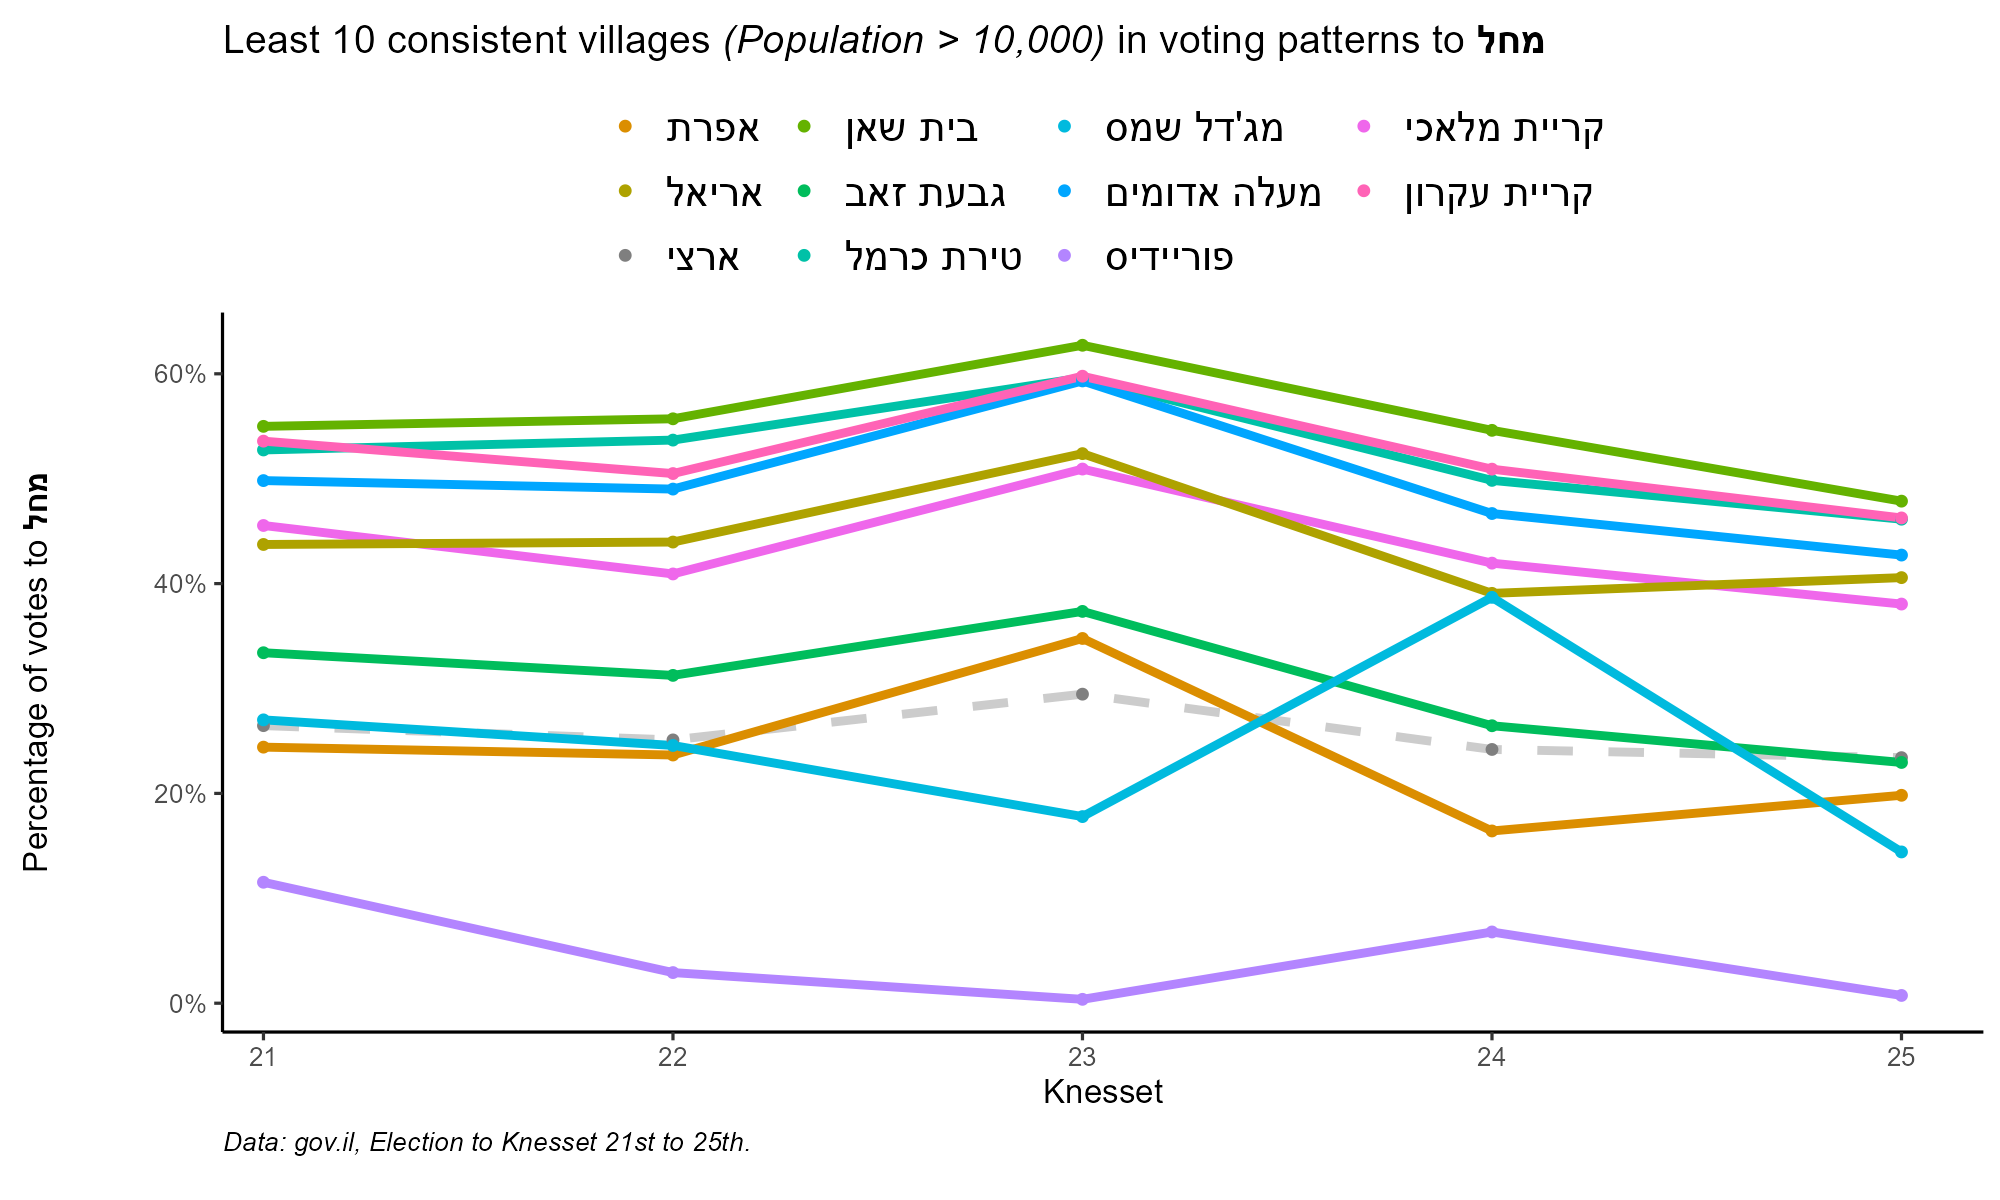 Least 10 consistent villages (Population > 10,000) in voting patterns to מחל
אפרת
אריאל
ארצי
בית שאן
גבעת זאב
טירת כרמל
מג'דל שמס
מעלה אדומים
פוריידיס
קריית מלאכי
קריית עקרון
Percentage of votes to מחל
60%
40%
20%
0%
21 22 23 24 25
Knesset
Data: gov.il, Election to Knesset 21st to 25th.